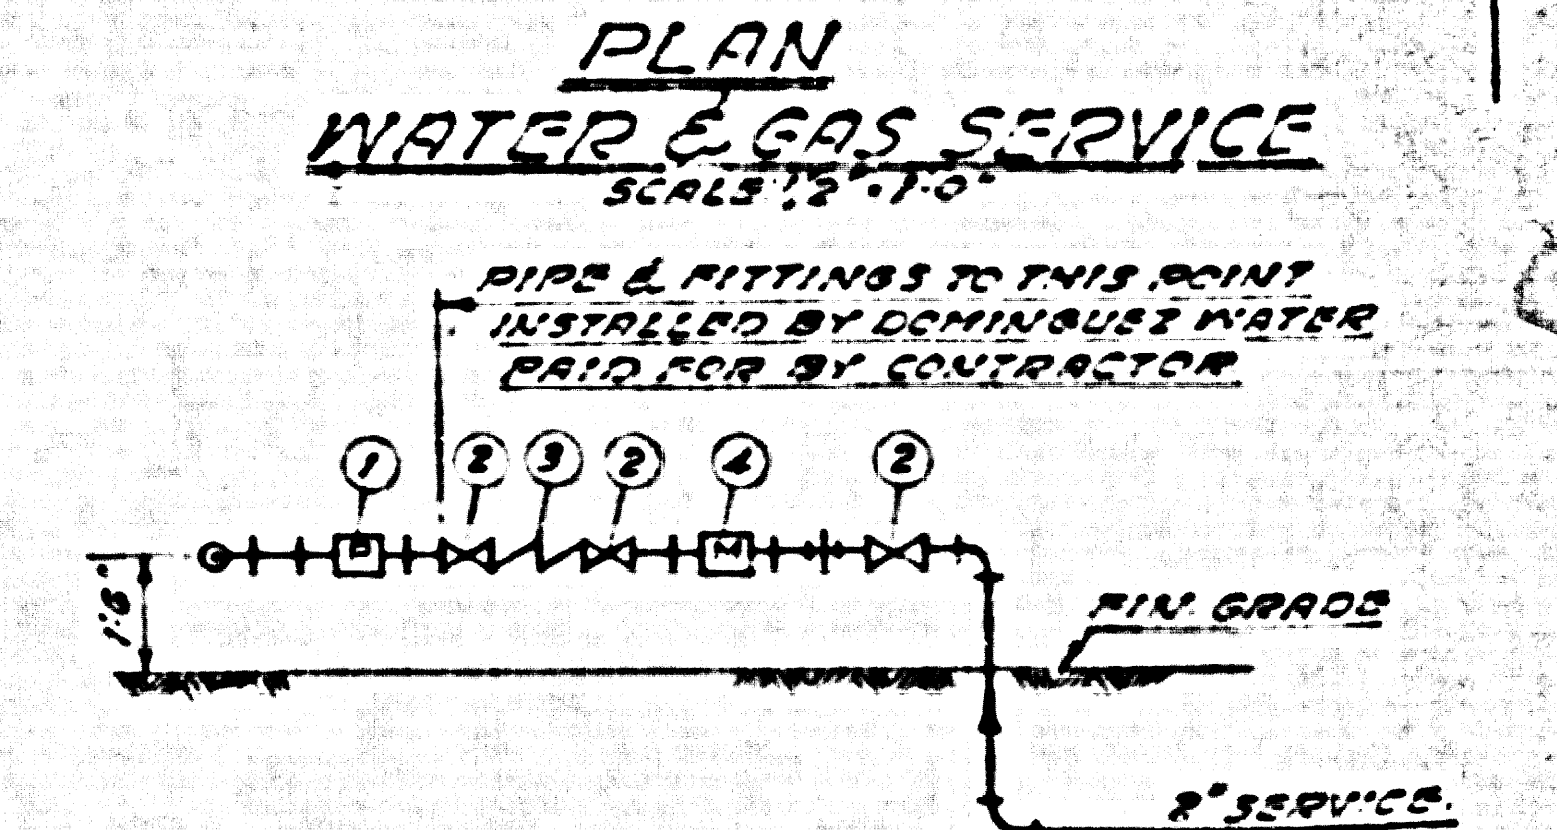 PLAN
WATER & GAS SERVICE
SCALE 1/2" = 1'-0"
PIPE & FITTINGS TO THIS POINT
INSTALLED BY DOMINGUEZ WATER
PAID FOR BY CONTRACTOR
1 2 3 2 4 2
P M
1'-6"
FIN. GRADE
2" SERVICE.